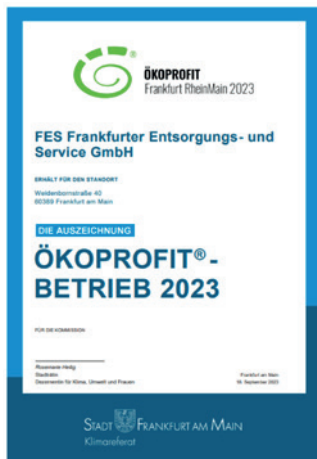 ÖKOPROFIT
Frankfurt RheinMain 2023
FES Frankfurter Entsorgungs- und
Service GmbH
ERHÄLT FÜR DEN STANDORT
Weidenbornstraße 40
60389 Frankfurt am Main
DIE AUSZEICHNUNG
ÖKOPROFIT®-
BETRIEB 2023
FÜR DIE KOMMISSION
Rosemarie Heilig
Stadträtin
Dezernentin für Klima, Umwelt und Frauen
Frankfurt am Main
19. September 2023
STADT FRANKFURT AM MAIN
Klimareferat